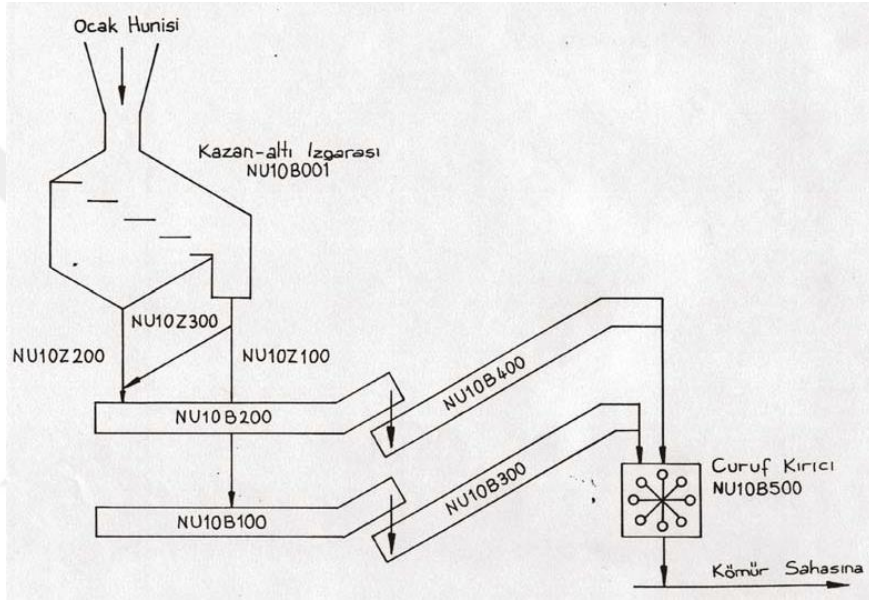 Ocak Hunisi
Kazan-altı Izgarası
NU10B001
NU10Z300
NU10Z200
NU10Z100
NU10B400
NU10B200
NU10B300
Curuf Kırıcı
NU10B500
NU10B100
Kömür Sahasına